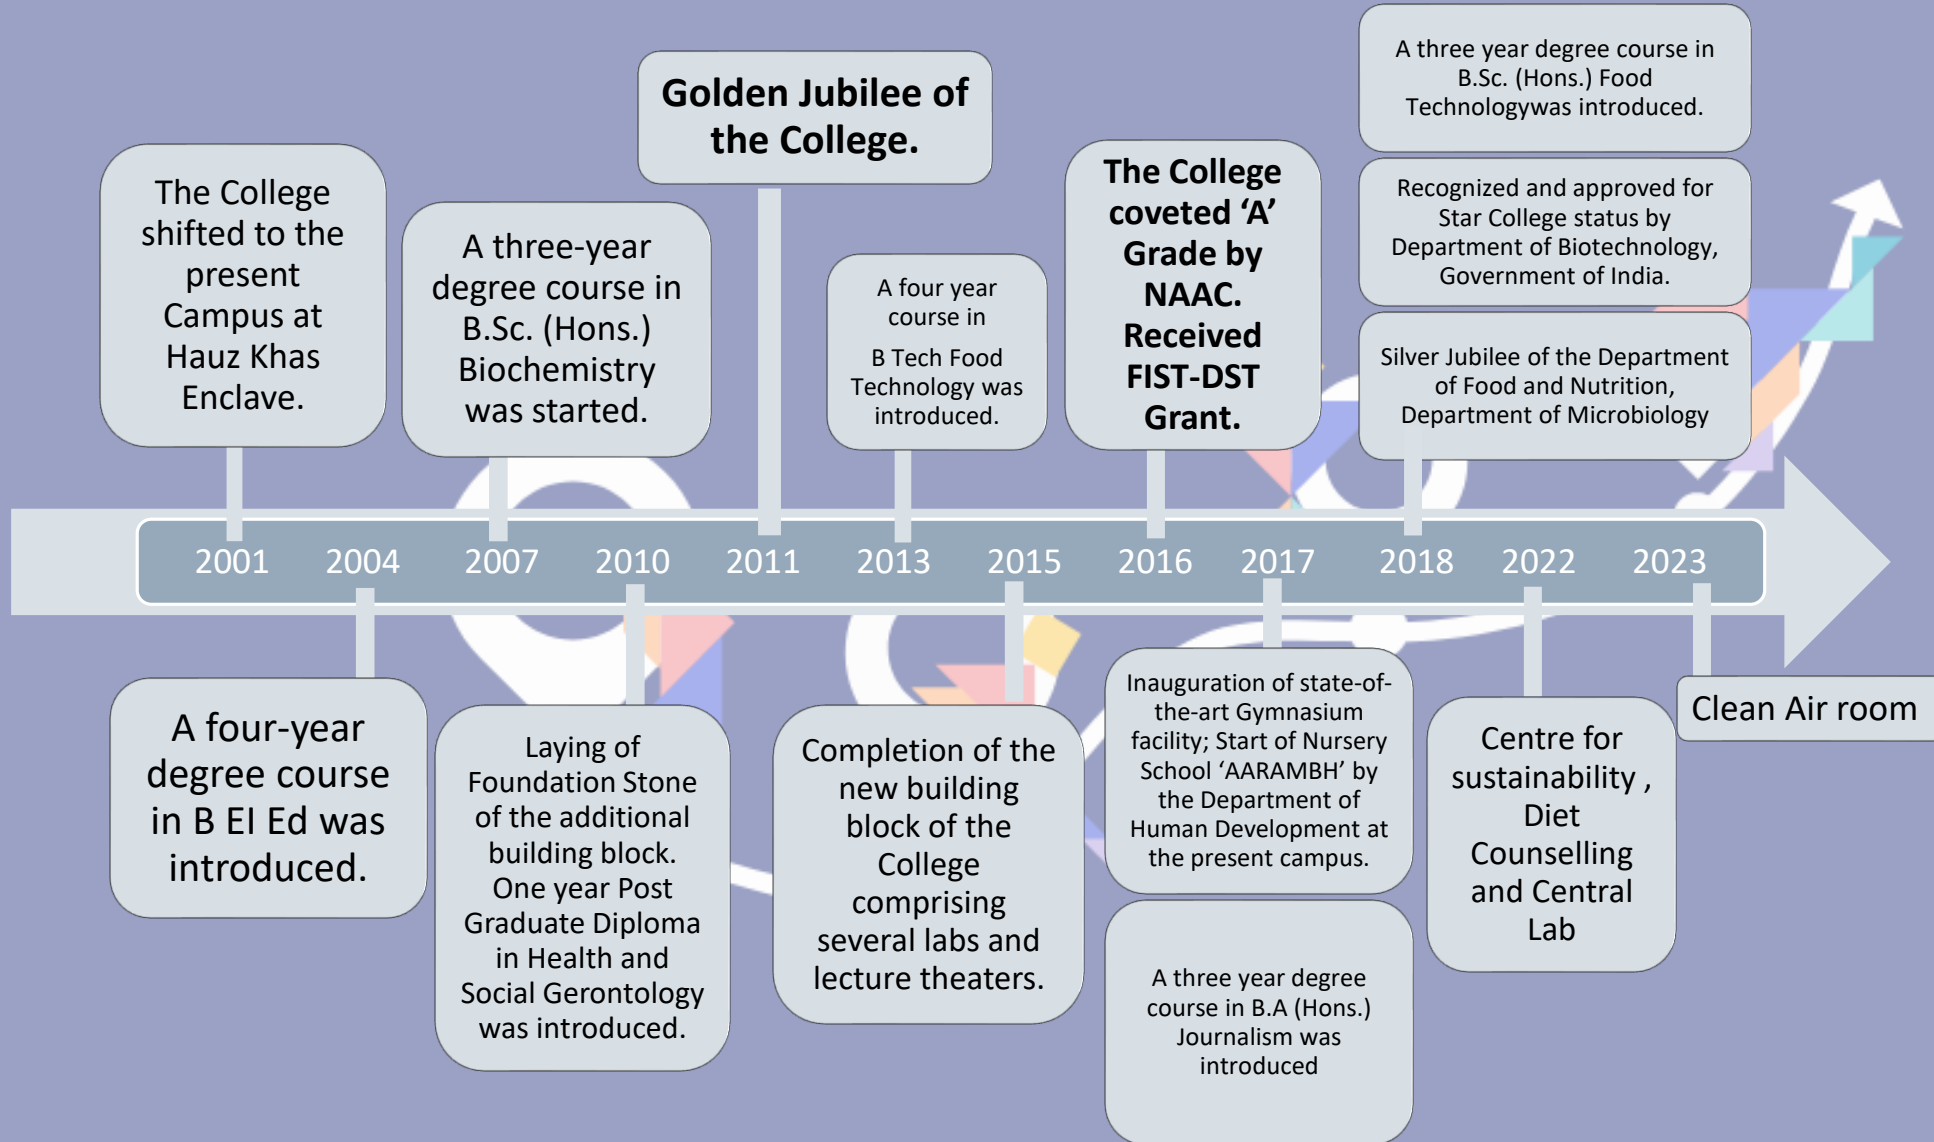 The College
shifted to the
present
Campus at
Hauz Khas
Enclave.
A three-year
degree course in
B.Sc. (Hons.)
Biochemistry
was started.
Golden Jubilee of
the College.
A four year
course in
B Tech Food
Technology was
introduced.
The College
coveted ‘A’
Grade by
NAAC.
Received
FIST-DST
Grant.
A three year degree course in
B.Sc. (Hons.) Food
Technologywas introduced.
Recognized and approved for
Star College status by
Department of Biotechnology,
Government of India.
Silver Jubilee of the Department
of Food and Nutrition,
Department of Microbiology
2001 2004 2007 2010 2011 2013 2015 2016 2017 2018 2022 2023
A four-year
degree course
in B EI Ed was
introduced.
Laying of
Foundation Stone
of the additional
building block.
One year Post
Graduate Diploma
in Health and
Social Gerontology
was introduced.
Completion of the
new building
block of the
College
comprising
several labs and
lecture theaters.
Inauguration of state-of-
the-art Gymnasium
facility; Start of Nursery
School ‘AARAMBH’ by
the Department of
Human Development at
the present campus.
A three year degree
course in B.A (Hons.)
Journalism was
introduced
Centre for
sustainability ,
Diet
Counselling
and Central
Lab
Clean Air room